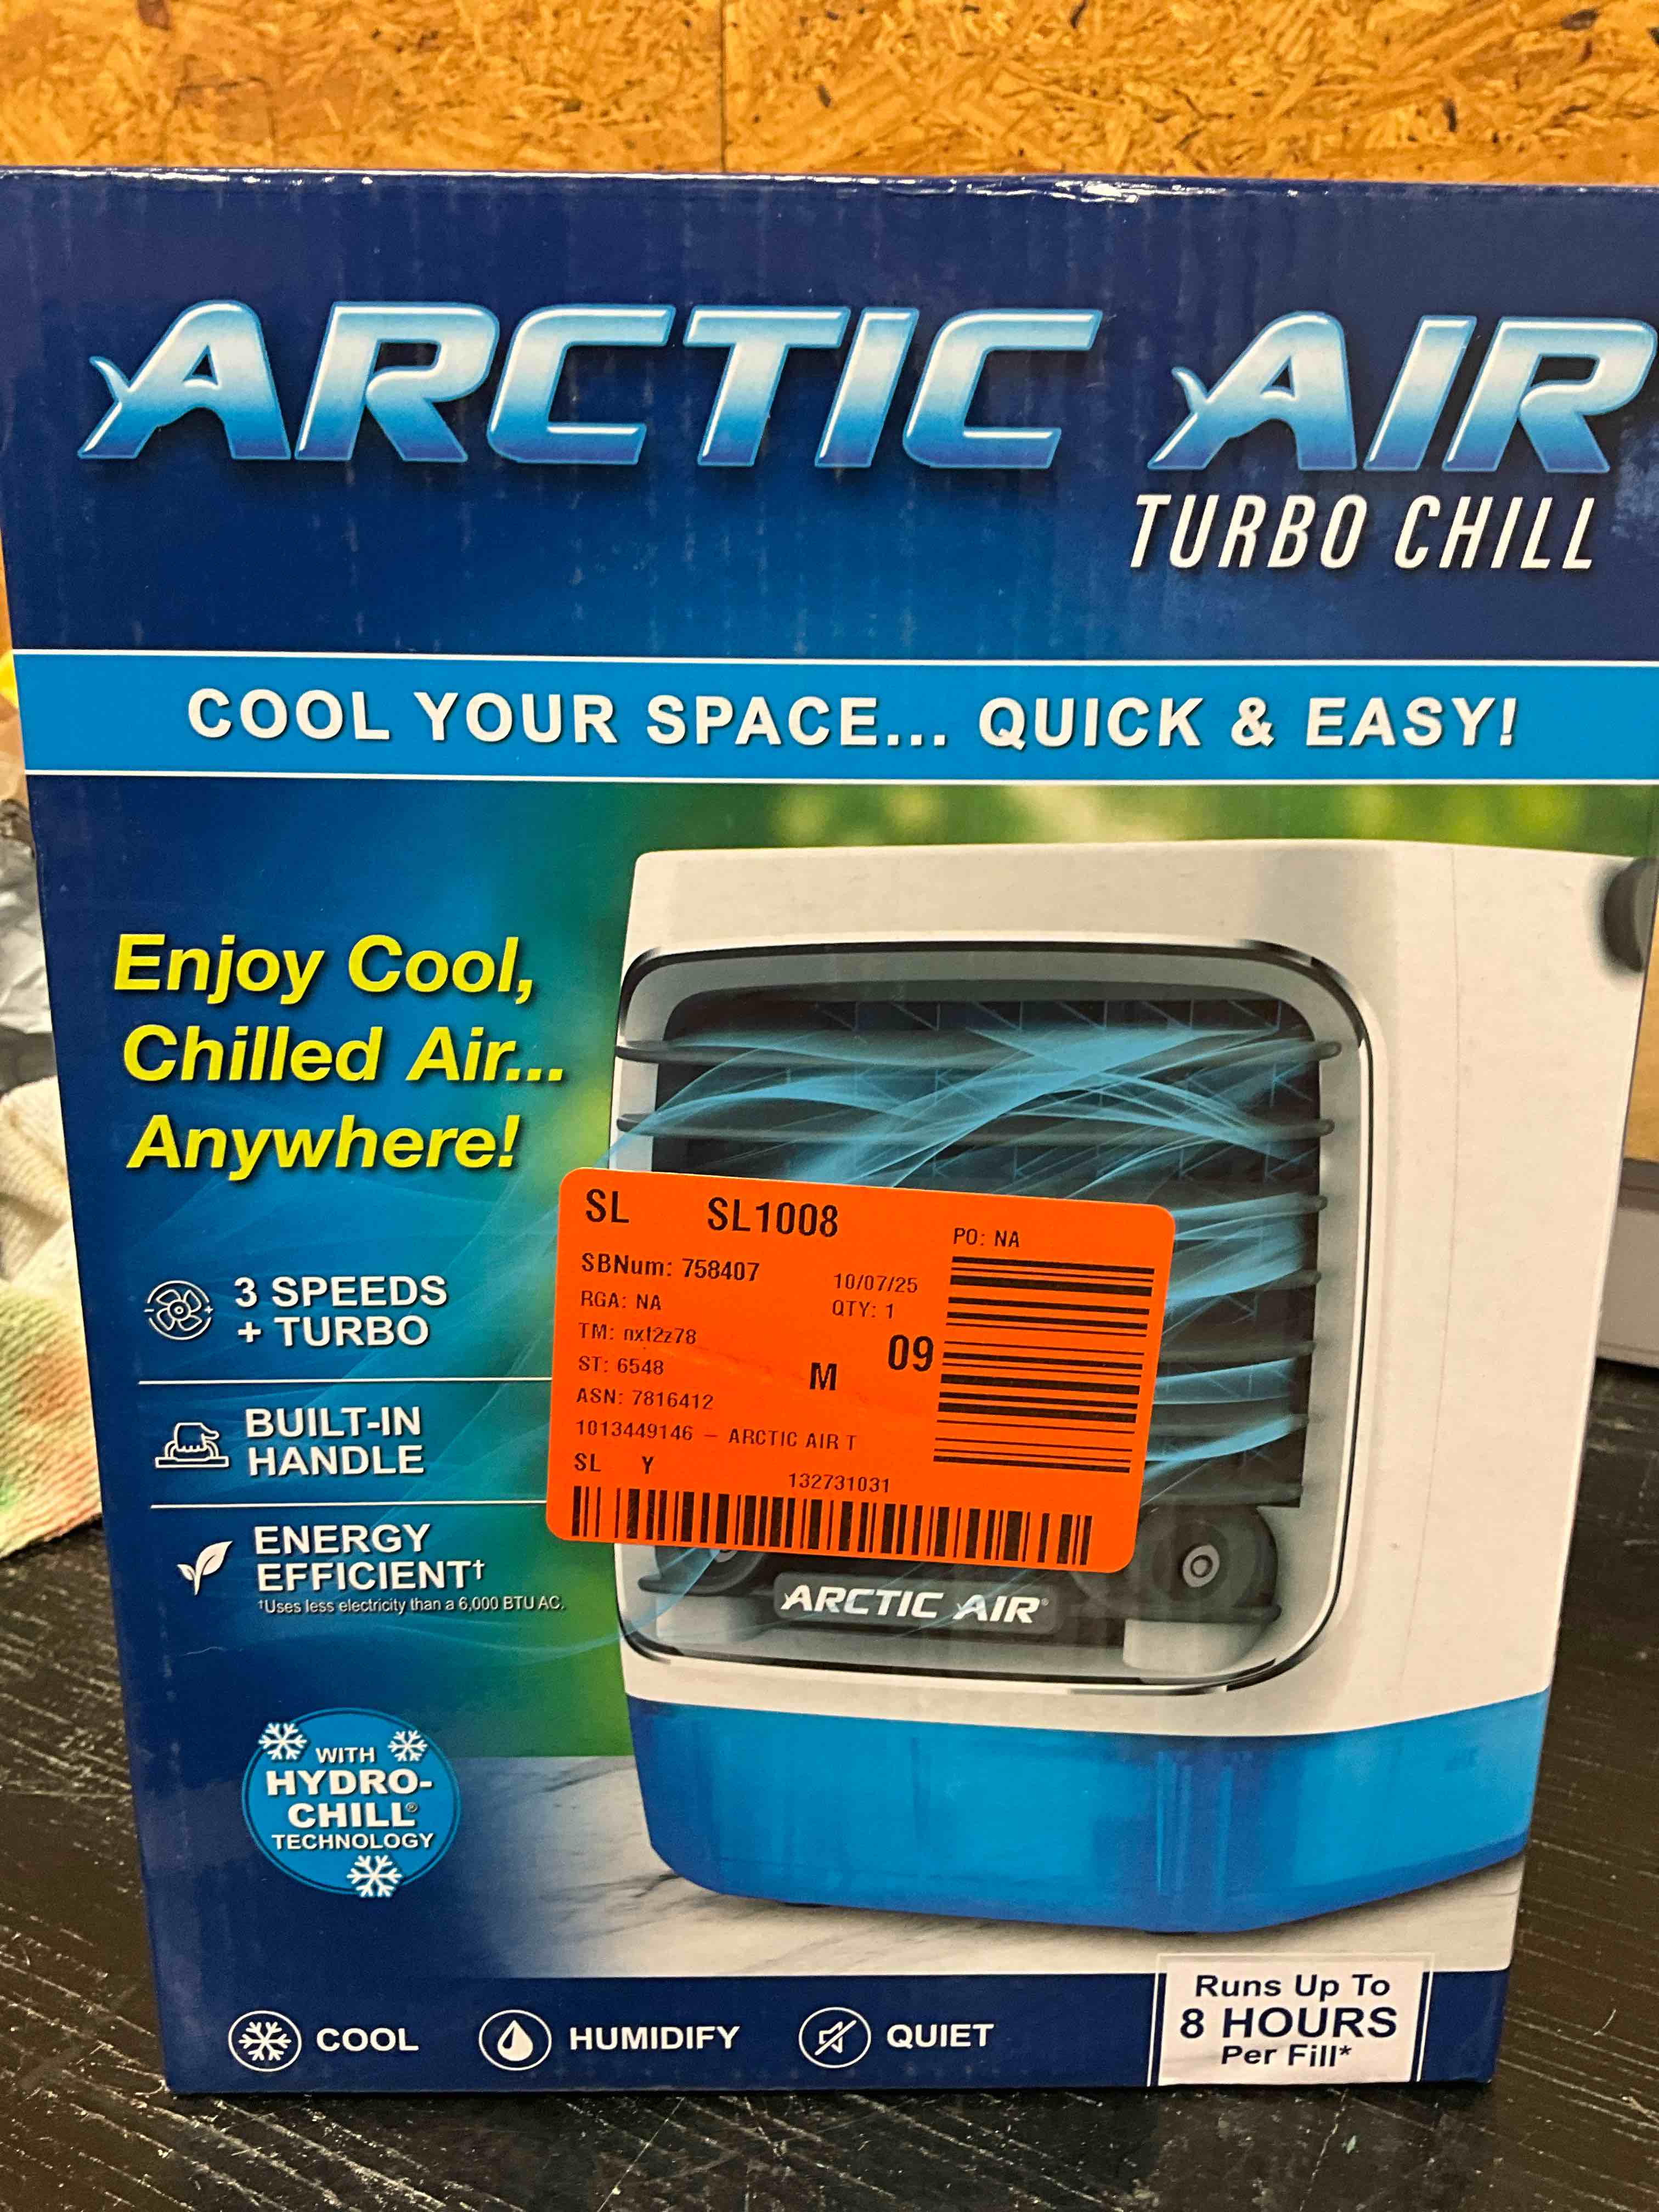 ARCTIC AIR
TURBO CHILL
COOL YOUR SPACE... QUICK & EASY!
Enjoy Cool,
Chilled Air...
Anywhere!
3 SPEEDS
+ TURBO
BUILT-IN
HANDLE
ENERGY
EFFICIENT†
†Uses less electricity than a 6,000 BTU AC.
WITH
HYDRO-
CHILL®
TECHNOLOGY
SL SL1008
PO: NA
SBNum: 758407
10/07/25
RGA: NA
QTY: 1
TM: nxt2z78
09
ST: 6548
M
ASN: 7816412
1013449146 – ARCTIC AIR T
SL Y
132731031
ARCTIC AIR®
COOL
HUMIDIFY
QUIET
Runs Up To
8 HOURS
Per Fill*